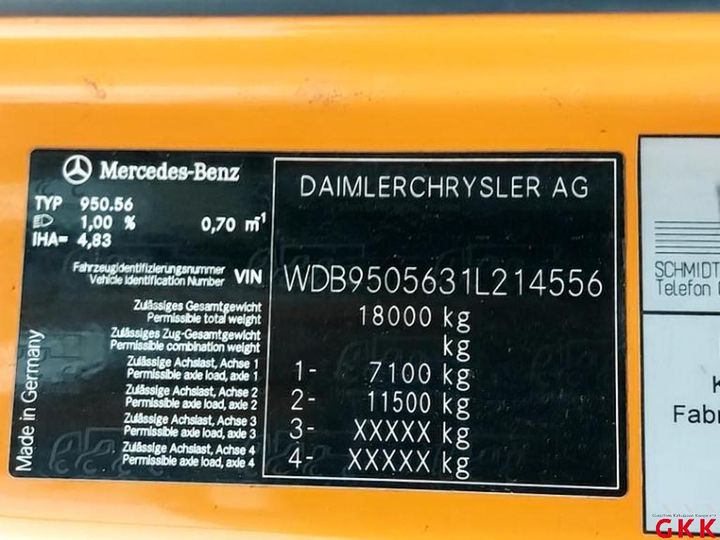 Mercedes-Benz
TYP 950.56
1,00 % 0,70 m⁻¹
IHA= 4,83
Fahrzeugidentifizierungsnummer
Vehicle Identification Number
VIN
DAIMLERCHRYSLER AG
WDB9505631L214556
Zulässiges Gesamtgewicht
Permissible total weight
18000 kg
Zulässiges Zug-Gesamtgewicht
Permissible combination weight
kg
Zulässige Achslast, Achse 1
Permissible axle load, axle 1
1- 7100 kg
Zulässige Achslast, Achse 2
Permissible axle load, axle 2
2- 11500 kg
Zulässige Achslast, Achse 3
Permissible axle load, axle 3
3- XXXXX kg
Zulässige Achslast, Achse 4
Permissible axle load, axle 4
4- XXXXX kg
Made in Germany
SCHMIDT
Telefon
K
Fabr
GKK